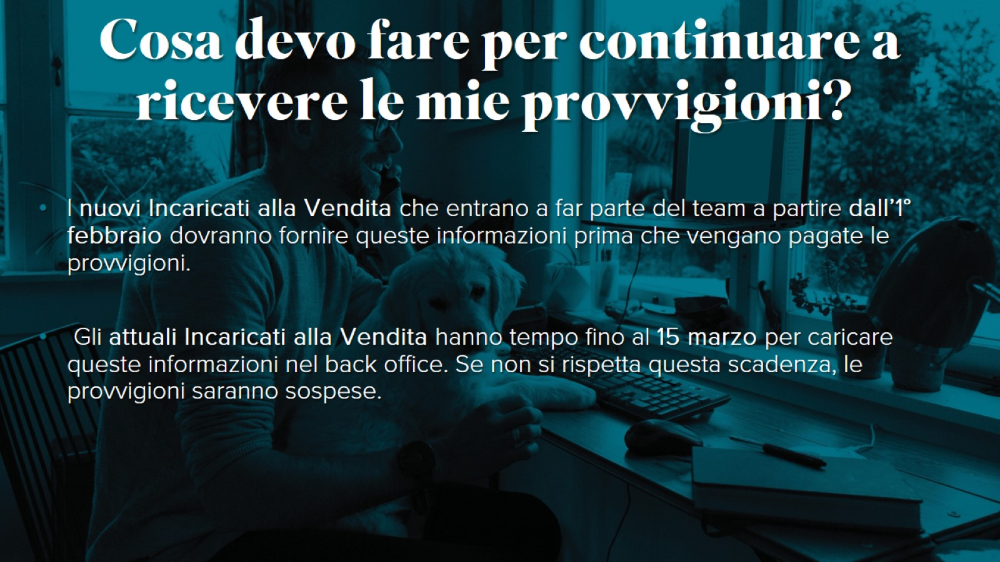 Cosa devo fare per continuare a
ricevere le mie provvigioni?
• I nuovi Incaricati alla Vendita che entrano a far parte del team a partire dall’1°
febbraio dovranno fornire queste informazioni prima che vengano pagate le
provvigioni.
• Gli attuali Incaricati alla Vendita hanno tempo fino al 15 marzo per caricare
queste informazioni nel back office. Se non si rispetta questa scadenza, le
provvigioni saranno sospese.